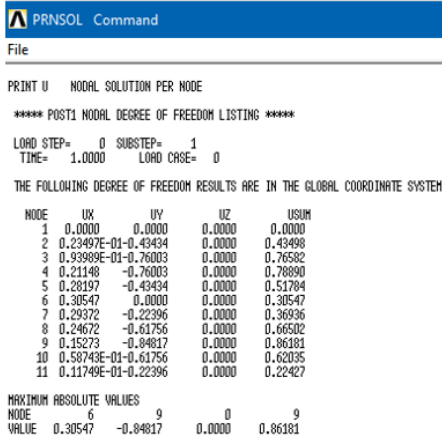 PRNSOL Command
File
PRINT U NODAL SOLUTION PER NODE
***** POST1 NODAL DEGREE OF FREEDOM LISTING *****
LOAD STEP= 0 SUBSTEP= 1
TIME= 1.0000 LOAD CASE= 0
THE FOLLOWING DEGREE OF FREEDOM RESULTS ARE IN THE GLOBAL COORDINATE SYSTEM
NODE UX UY UZ USUM
1 0.0000 0.0000 0.0000 0.0000
2 0.23497E-01-0.43434 0.0000 0.43498
3 0.93989E-01-0.76003 0.0000 0.76582
4 0.21148 -0.76003 0.0000 0.78890
5 0.28197 -0.43434 0.0000 0.51784
6 0.30547 0.0000 0.0000 0.30547
7 0.29372 -0.22396 0.0000 0.36936
8 0.24672 -0.61756 0.0000 0.66502
9 0.15273 -0.84817 0.0000 0.86181
10 0.58743E-01-0.61756 0.0000 0.62035
11 0.11749E-01-0.22396 0.0000 0.22427
MAXIMUM ABSOLUTE VALUES
NODE 6 9 0 9
VALUE 0.30547 -0.84817 0.0000 0.86181